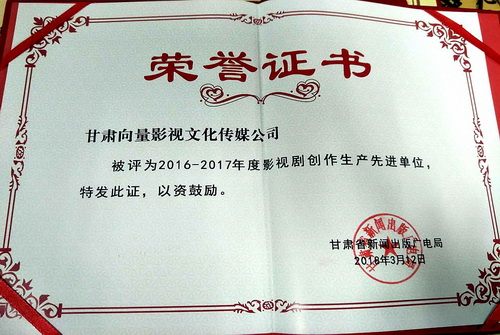 荣誉证书
甘肃向量影视文化传媒公司
被评为2016-2017年度影视剧创作生产先进单位，
特发此证，以资鼓励。
甘肃省新闻出版广电局
2018年3月12日